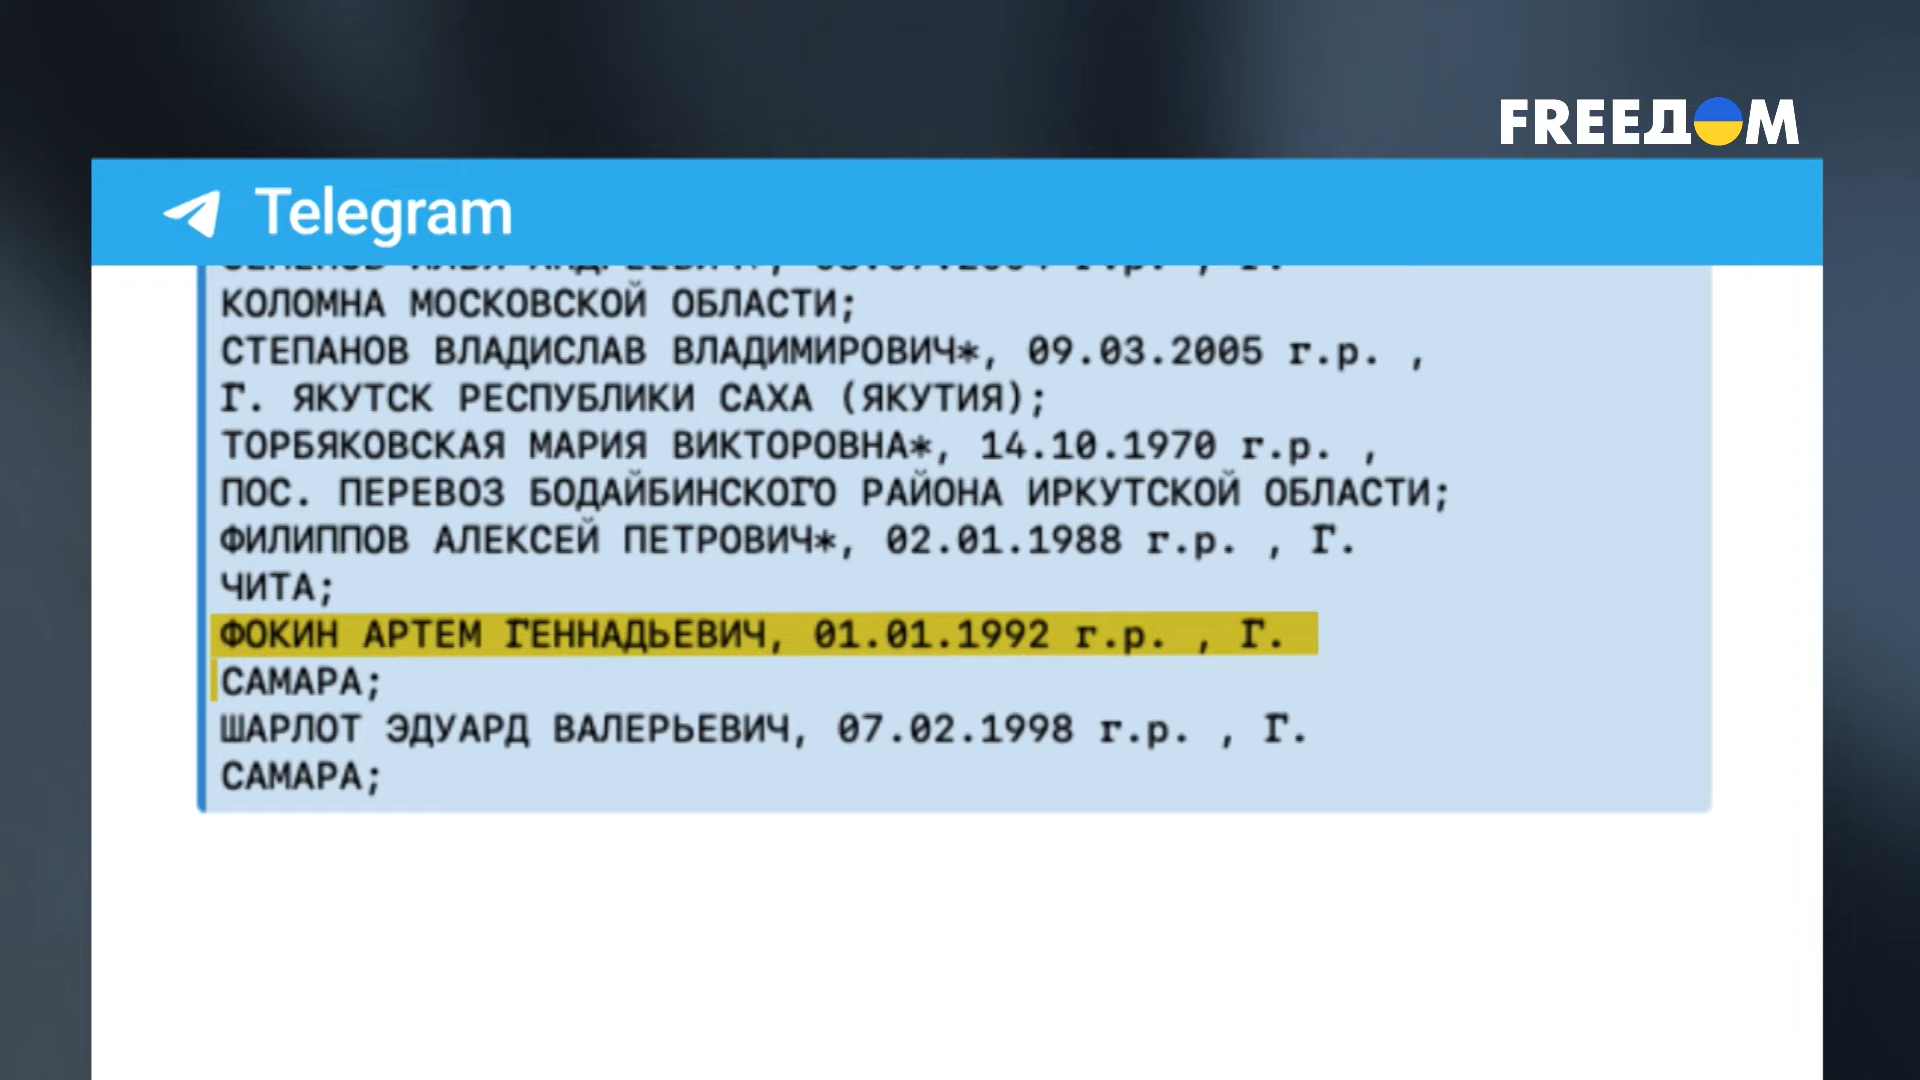 FREEДOM
Telegram
КОЛОМНА МОСКОВСКОЙ ОБЛАСТИ;
СТЕПАНОВ ВЛАДИСЛАВ ВЛАДИМИРОВИЧ*, 09.03.2005 г.р. ,
Г. ЯКУТСК РЕСПУБЛИКИ САХА (ЯКУТИЯ);
ТОРБЯКОВСКАЯ МАРИЯ ВИКТОРОВНА*, 14.10.1970 г.р. ,
ПОС. ПЕРЕВОЗ БОДАЙБИНСКОГО РАЙОНА ИРКУТСКОЙ ОБЛАСТИ;
ФИЛИППОВ АЛЕКСЕЙ ПЕТРОВИЧ*, 02.01.1988 г.р. , Г.
ЧИТА;
ФОКИН АРТЕМ ГЕННАДЬЕВИЧ, 01.01.1992 г.р. , Г.
САМАРА;
ШАРЛОТ ЭДУАРД ВАЛЕРЬЕВИЧ, 07.02.1998 г.р. , Г.
САМАРА;